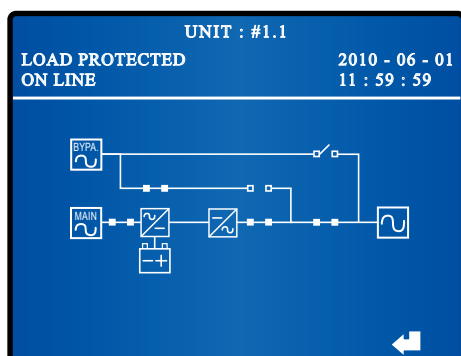 UNIT : #1.1
LOAD PROTECTED 2010 - 06 - 01
ON LINE 11 : 59 : 59
BYPA.
MAIN